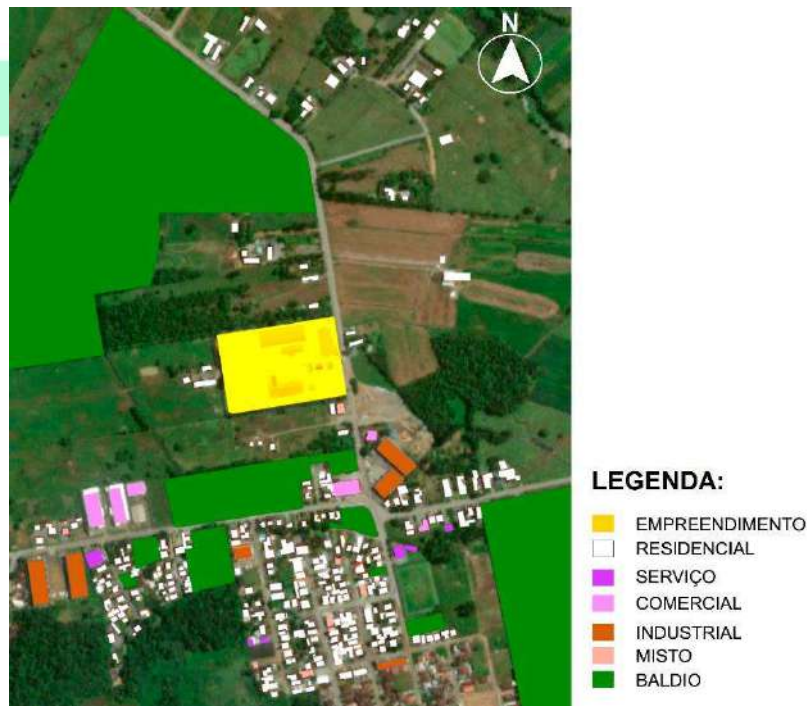 N
LEGENDA:
EMPREENDIMENTO
RESIDENCIAL
SERVIÇO
COMERCIAL
INDUSTRIAL
MISTO
BALDIO